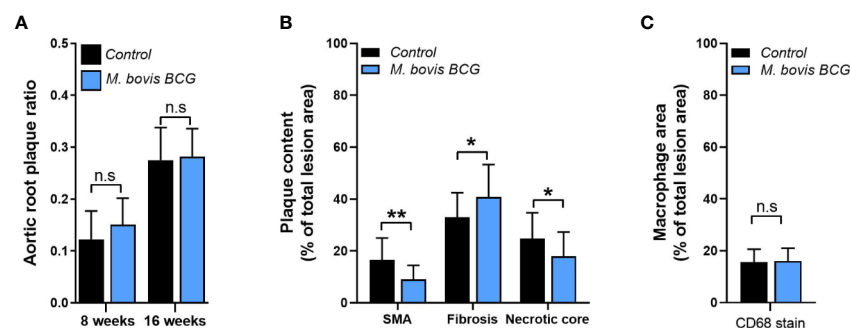 A
Aortic root plaque ratio
0.5
0.4
0.3
0.2
0.1
0.0
Control
M. bovis BCG
n.s
n.s
8 weeks
16 weeks
B
Plaque content
(% of total lesion area)
100
80
60
40
20
0
Control
M. bovis BCG
**
*
*
SMA
Fibrosis
Necrotic core
C
Macrophage area
(% of total lesion area)
100
80
60
40
20
0
Control
M. bovis BCG
n.s
CD68 stain